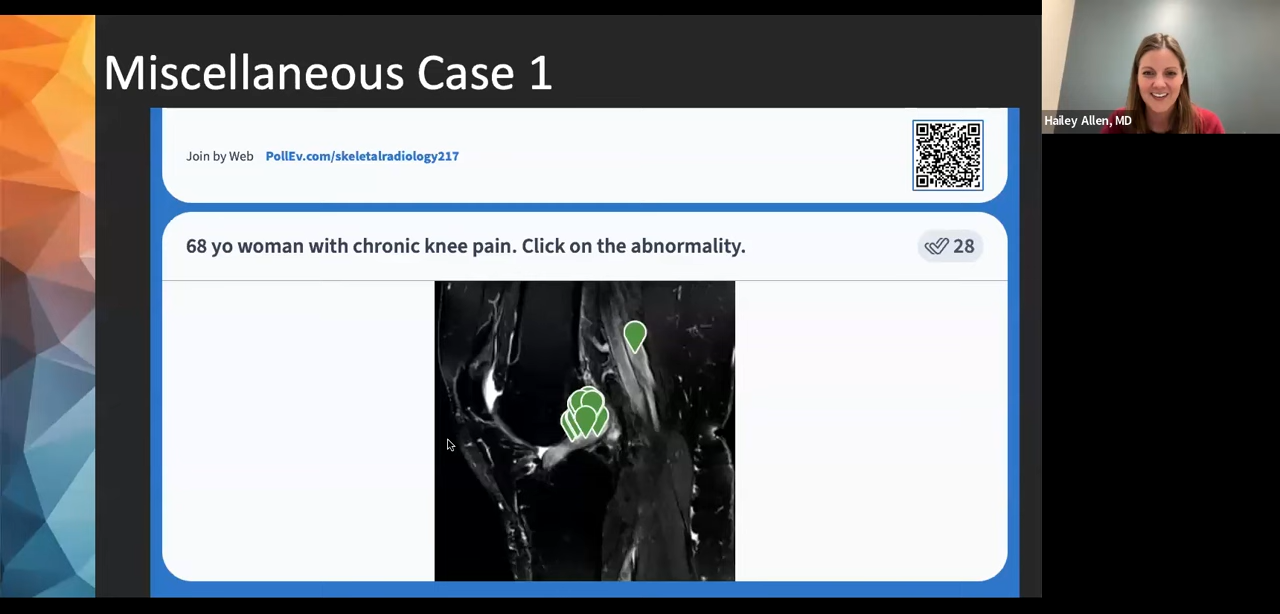 Miscellaneous Case 1
Hailey Allen, MD
Join by Web PollEv.com/skeletalradiology217
68 yo woman with chronic knee pain. Click on the abnormality.
28